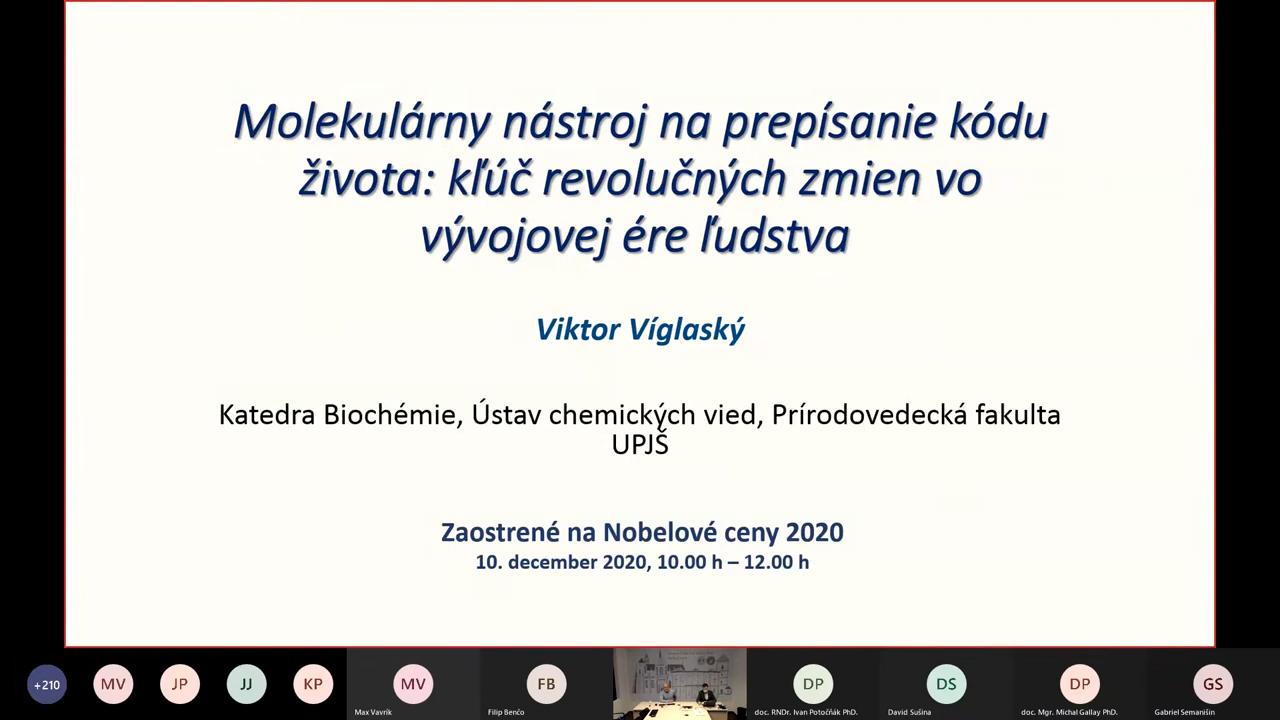 Molekulárny nástroj na prepísanie kódu
života: kľúč revolučných zmien vo
vývojovej ére ľudstva
Viktor Víglaský
Katedra Biochémie, Ústav chemických vied, Prírodovedecká fakulta
UPJŠ
Zaostrené na Nobelové ceny 2020
10. december 2020, 10.00 h – 12.00 h
+210
MV
JP
JJ
KP
MV
FB
DP
DS
DP
GS
Max Vavrik
Filip Benčo
doc. RNDr. Ivan Potočňák PhD.
David Sušina
doc. Mgr. Michal Gallay PhD.
Gabriel Semanišin